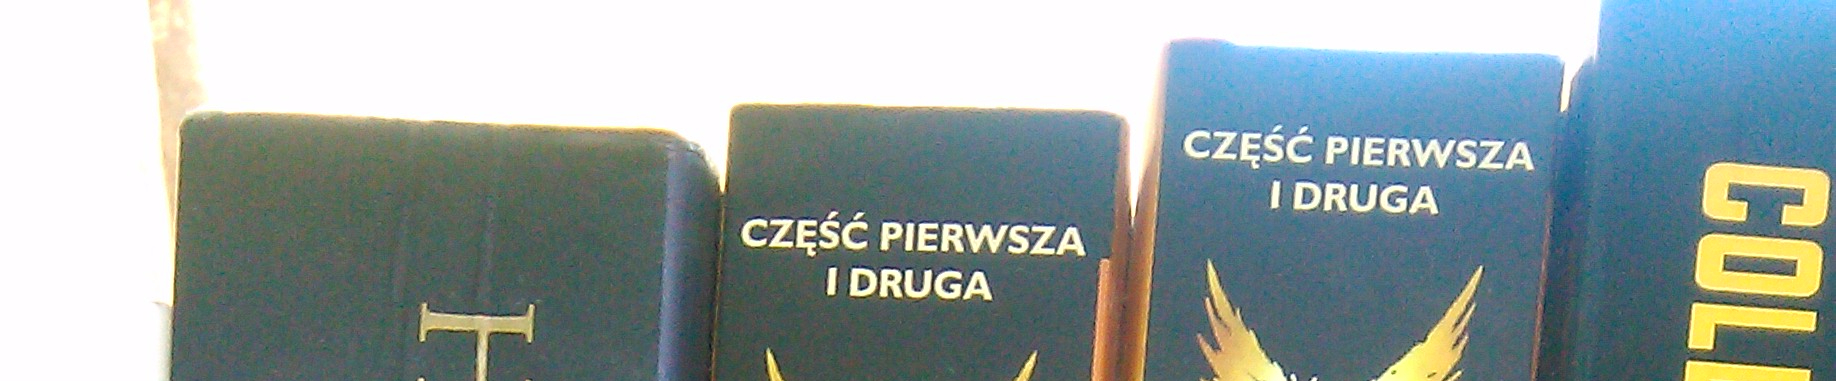 CZĘŚĆ PIERWSZA
I DRUGA
CZĘŚĆ PIERWSZA
I DRUGA